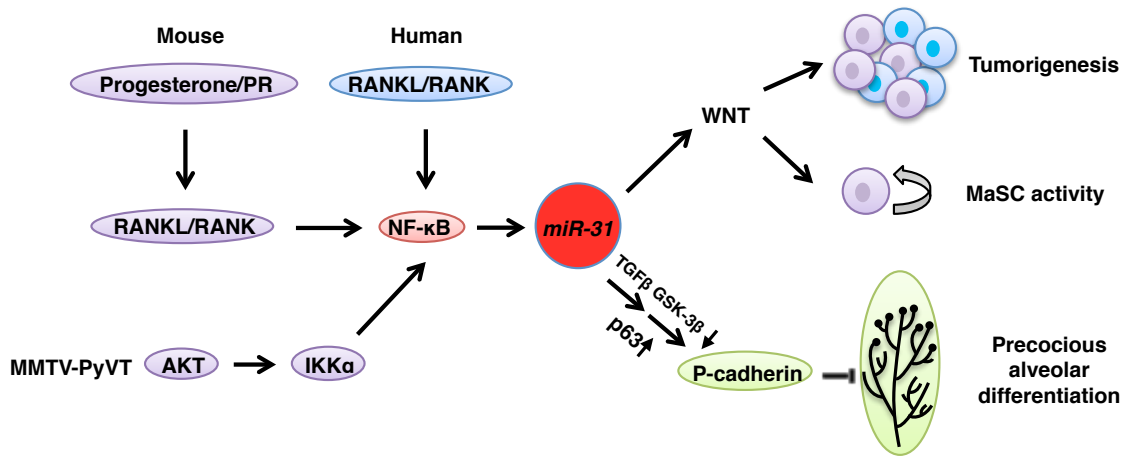 Mouse
Human
Progesterone/PR
RANKL/RANK
WNT
Tumorigenesis
RANKL/RANK
NF-κB
miR-31
MaSC activity
TGFβ GSK-3β
p63
MMTV-PyVT
AKT
IKKα
P-cadherin
Precocious
alveolar
differentiation